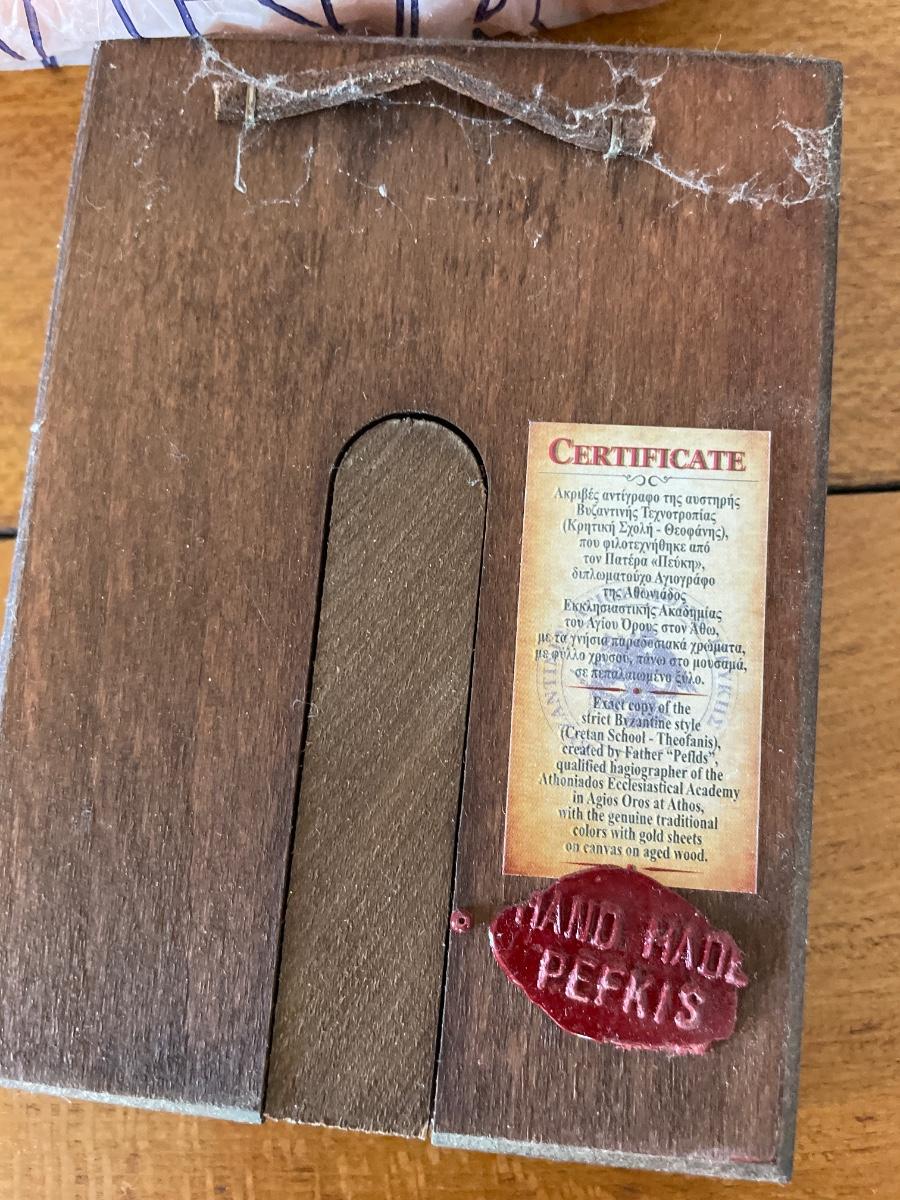 CERTIFICATE
Ακριβές αντίγραφο της αυστηρής
Βυζαντινής Τεχνοτροπίας
(Κρητική Σχολή - Θεοφάνης),
που φιλοτεχνήθηκε από
τον Πατέρα «Πεύκη»,
διπλωματούχο Αγιογράφο
της Αθωνιάδος
Εκκλησιαστικής Ακαδημίας
του Αγίου Όρους στον Άθω,
με τα γνήσια παραδοσιακά χρώματα,
με φύλλο χρυσού, πάνω στο μουσαμά,
σε πεπαλαιωμένο ξύλο.
Exact copy of the
strict Byzantine style
(Cretan School - Theofanis),
created by Father "Pefkis",
qualified hagiographer of the
Athoniados Ecclesiastical Academy
in Agios Oros at Athos,
with the genuine traditional
colors with gold sheets
on canvas on aged wood.
HAND MADE
PEFKIS